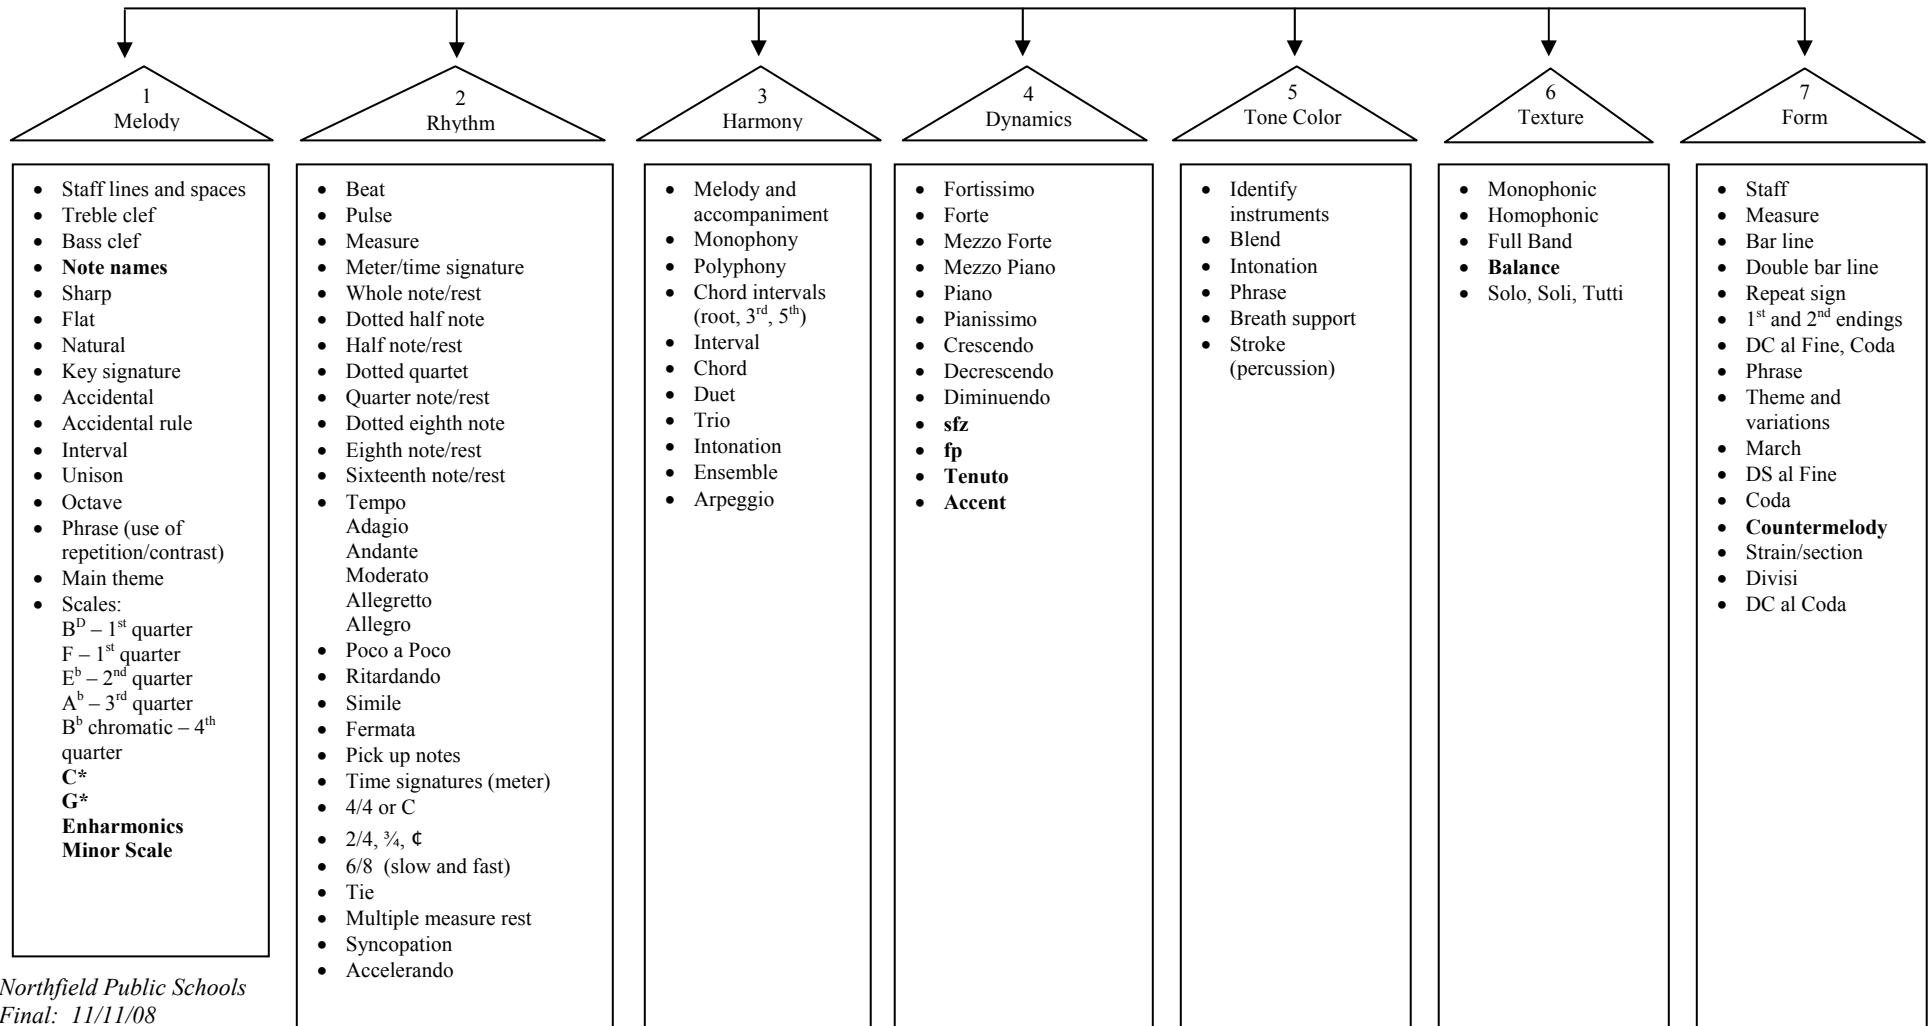 1
Melody
2
Rhythm
3
Harmony
4
Dynamics
5
Tone Color
6
Texture
7
Form
• Staff lines and spaces
• Treble clef
• Bass clef
• Note names
• Sharp
• Flat
• Natural
• Key signature
• Accidental
• Accidental rule
• Interval
• Unison
• Octave
• Phrase (use of
repetition/contrast)
• Main theme
• Scales:
B^D – 1^st quarter
F – 1^st quarter
E^b – 2^nd quarter
A^b – 3^rd quarter
B^b chromatic – 4^th
quarter
C*
G*
Enharmonics
Minor Scale
• Beat
• Pulse
• Measure
• Meter/time signature
• Whole note/rest
• Dotted half note
• Half note/rest
• Dotted quartet
• Quarter note/rest
• Dotted eighth note
• Eighth note/rest
• Sixteenth note/rest
• Tempo
Adagio
Andante
Moderato
Allegretto
Allegro
• Poco a Poco
• Ritardando
• Simile
• Fermata
• Pick up notes
• Time signatures (meter)
• 4/4 or C
• 2/4, ¾, ¢
• 6/8 (slow and fast)
• Tie
• Multiple measure rest
• Syncopation
• Accelerando
• Melody and
accompaniment
• Monophony
• Polyphony
• Chord intervals
(root, 3^rd, 5^th)
• Interval
• Chord
• Duet
• Trio
• Intonation
• Ensemble
• Arpeggio
• Fortissimo
• Forte
• Mezzo Forte
• Mezzo Piano
• Piano
• Pianissimo
• Crescendo
• Decrescendo
• Diminuendo
• sfz
• fp
• Tenuto
• Accent
• Identify
instruments
• Blend
• Intonation
• Phrase
• Breath support
• Stroke
(percussion)
• Monophonic
• Homophonic
• Full Band
• Balance
• Solo, Soli, Tutti
• Staff
• Measure
• Bar line
• Double bar line
• Repeat sign
• 1^st and 2^nd endings
• DC al Fine, Coda
• Phrase
• Theme and
variations
• March
• DS al Fine
• Coda
• Countermelody
• Strain/section
• Divisi
• DC al Coda
Northfield Public Schools
Final: 11/11/08